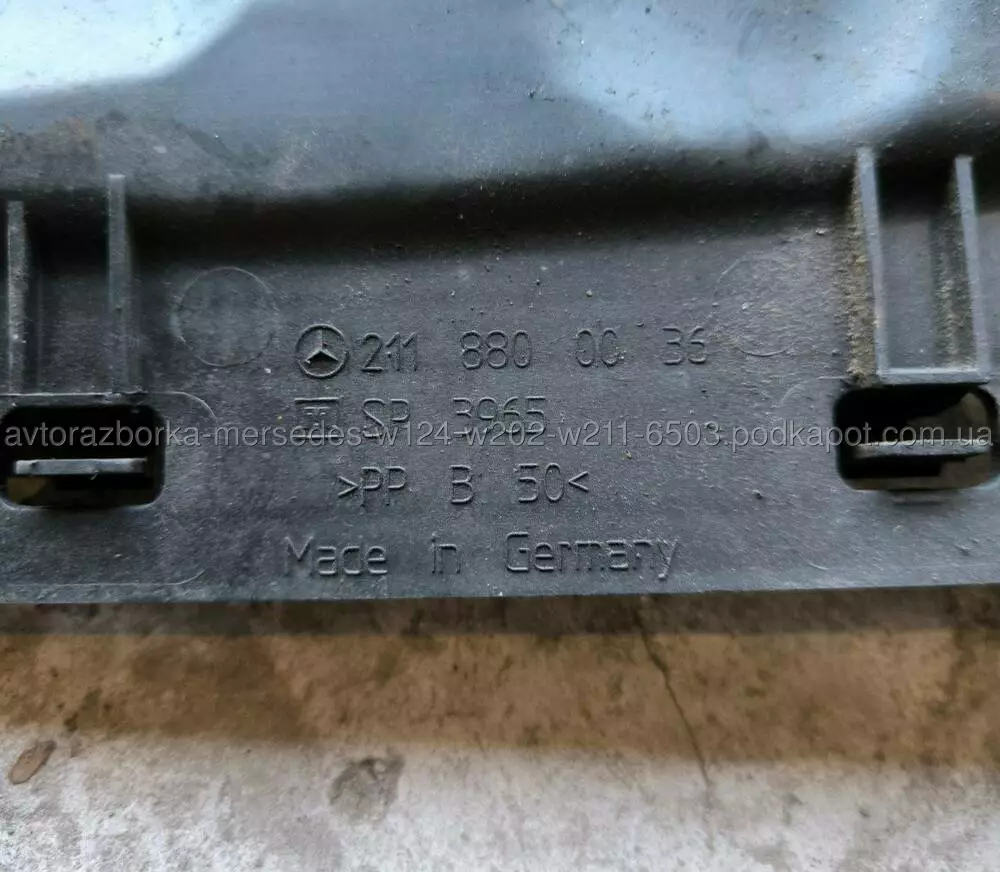 211 880 00 36
SP 3965
avtorazborka-mersedes-w124-w202-w211-6503.podkapot.com.ua
>PP B 50<
Made in Germany